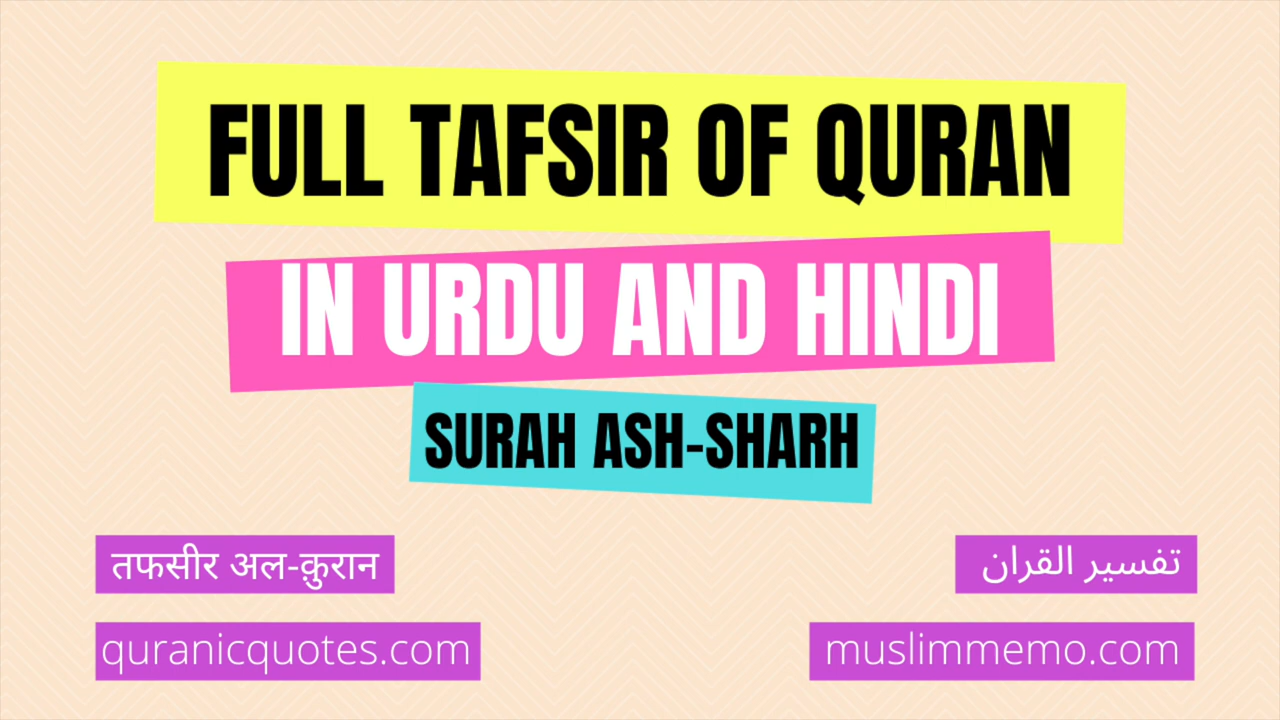 FULL TAFSIR OF QURAN
IN URDU AND HINDI
SURAH ASH-SHARH
तफसीर अल-क़ुरान
تفسير القران
quranicquotes.com
muslimmemo.com